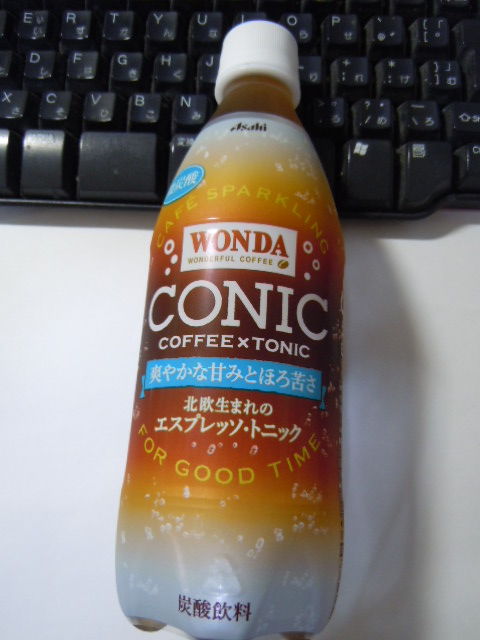 E R T Y U I O P
D F
X C V B N
Asahi
炭酸
CAFÉ SPARKLING
WONDA
WONDERFUL COFFEE
CONIC
COFFEE×TONIC
爽やかな甘みとほろ苦さ
北欧生まれの
エスプレッソ・トニック
FOR GOOD TIME
炭酸飲料